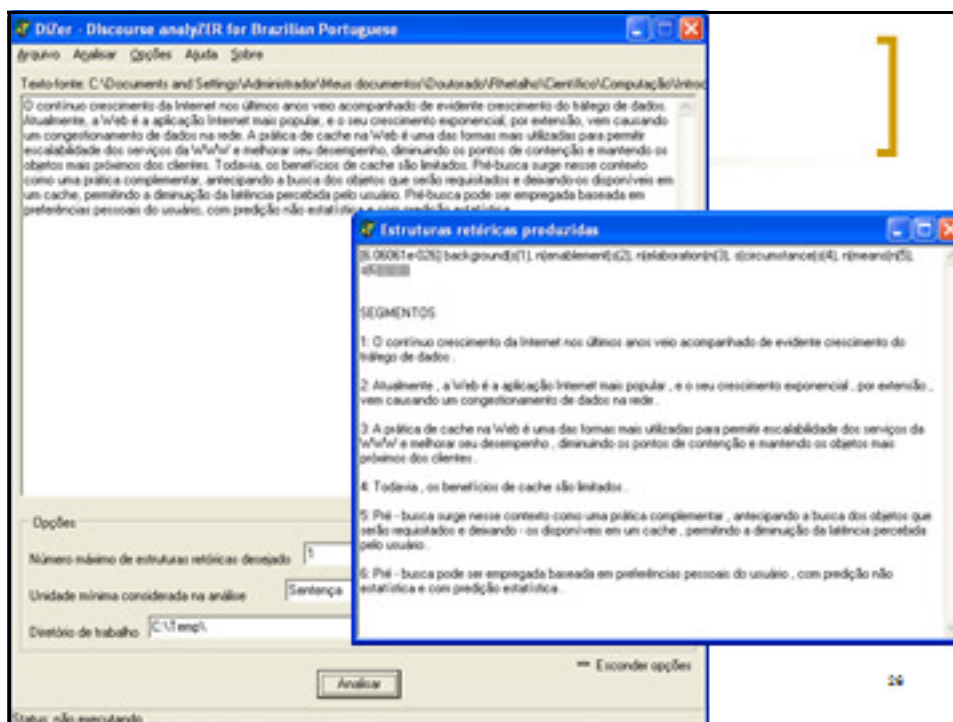 DiZer - DIscourse analyZER for Brazilian Portuguese
Arquivo Analisar Opções Ajuda Sobre
Texto-fonte: C:\Documents and Settings\Administrador\Meus documentos\Doutorado\Rhetalho\Científico\Computação\Introd
O contínuo crescimento da Internet nos últimos anos veio acompanhado de evidente crescimento do tráfego de dados.
Atualmente, a Web é a aplicação Internet mais popular, e o seu crescimento exponencial, por extensão, vem causando
um congestionamento de dados na rede. A prática de cache na Web é uma das formas mais utilizadas para permitir
escalabilidade dos serviços da WWW e melhorar seu desempenho, diminuindo os pontos de contenção e mantendo os
objetos mais próximos dos clientes. Todavia, os benefícios de cache são limitados. Pré-busca surge nesse contexto
como uma prática complementar, antecipando a busca dos objetos que serão requisitados e deixando-os disponíveis em
um cache, permitindo a diminuição da latência percebida pelo usuário. Pré-busca pode ser empregada baseada em
preferências pessoais do usuário, com predição não estatística e com predição estatística.
Estruturas retóricas produzidas
[6.06061e-026] background(s(1), n(enablement(s(2), n(elaboration(n(3), s(circumstance(s(4), n(means(n(5),
SEGMENTOS
1: O contínuo crescimento da Internet nos últimos anos veio acompanhado de evidente crescimento do
tráfego de dados .
2: Atualmente , a Web é a aplicação Internet mais popular , e o seu crescimento exponencial , por extensão ,
vem causando um congestionamento de dados na rede .
3: A prática de cache na Web é uma das formas mais utilizadas para permitir escalabilidade dos serviços da
WWW e melhorar seu desempenho , diminuindo os pontos de contenção e mantendo os objetos mais
próximos dos clientes .
4: Todavia , os benefícios de cache são limitados .
5: Pré - busca surge nesse contexto como uma prática complementar , antecipando a busca dos objetos que
serão requisitados e deixando - os disponíveis em um cache , permitindo a diminuição da latência percebida
pelo usuário .
6: Pré - busca pode ser empregada baseada em preferências pessoais do usuário , com predição não
estatística e com predição estatística .
Opções
Número máximo de estruturas retóricas desejado 1
Unidade mínima considerada na análise Sentença
Diretório de trabalho C:\Temp\
Esconder opções
Analisar
Status: não executando
26